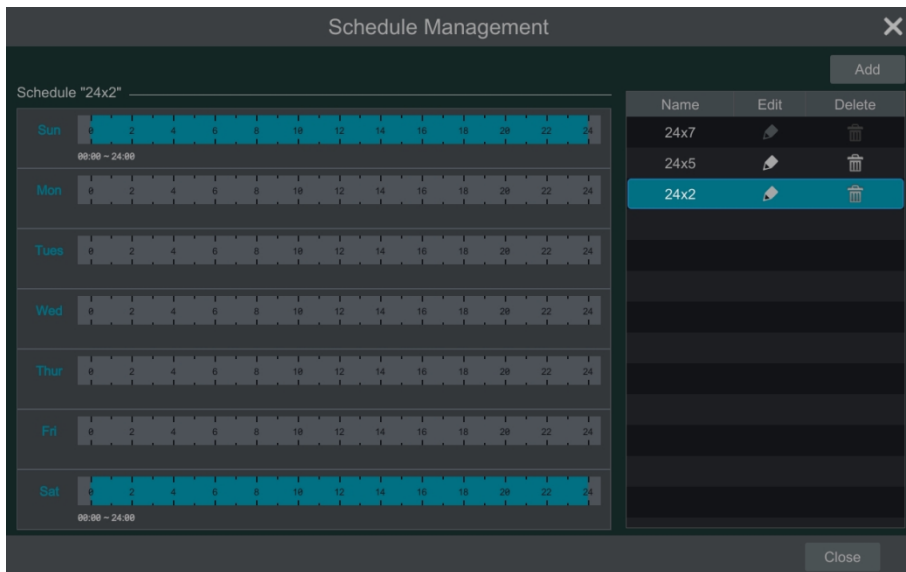 Schedule Management
Add
Schedule "24x2"
Name Edit Delete
Sun 0 2 4 6 8 10 12 14 16 18 20 22 24
00:00 ~ 24:00
Mon 0 2 4 6 8 10 12 14 16 18 20 22 24
Tues 0 2 4 6 8 10 12 14 16 18 20 22 24
Wed 0 2 4 6 8 10 12 14 16 18 20 22 24
Thur 0 2 4 6 8 10 12 14 16 18 20 22 24
Fri 0 2 4 6 8 10 12 14 16 18 20 22 24
Sat 0 2 4 6 8 10 12 14 16 18 20 22 24
00:00 ~ 24:00
24x7
24x5
24x2
Close